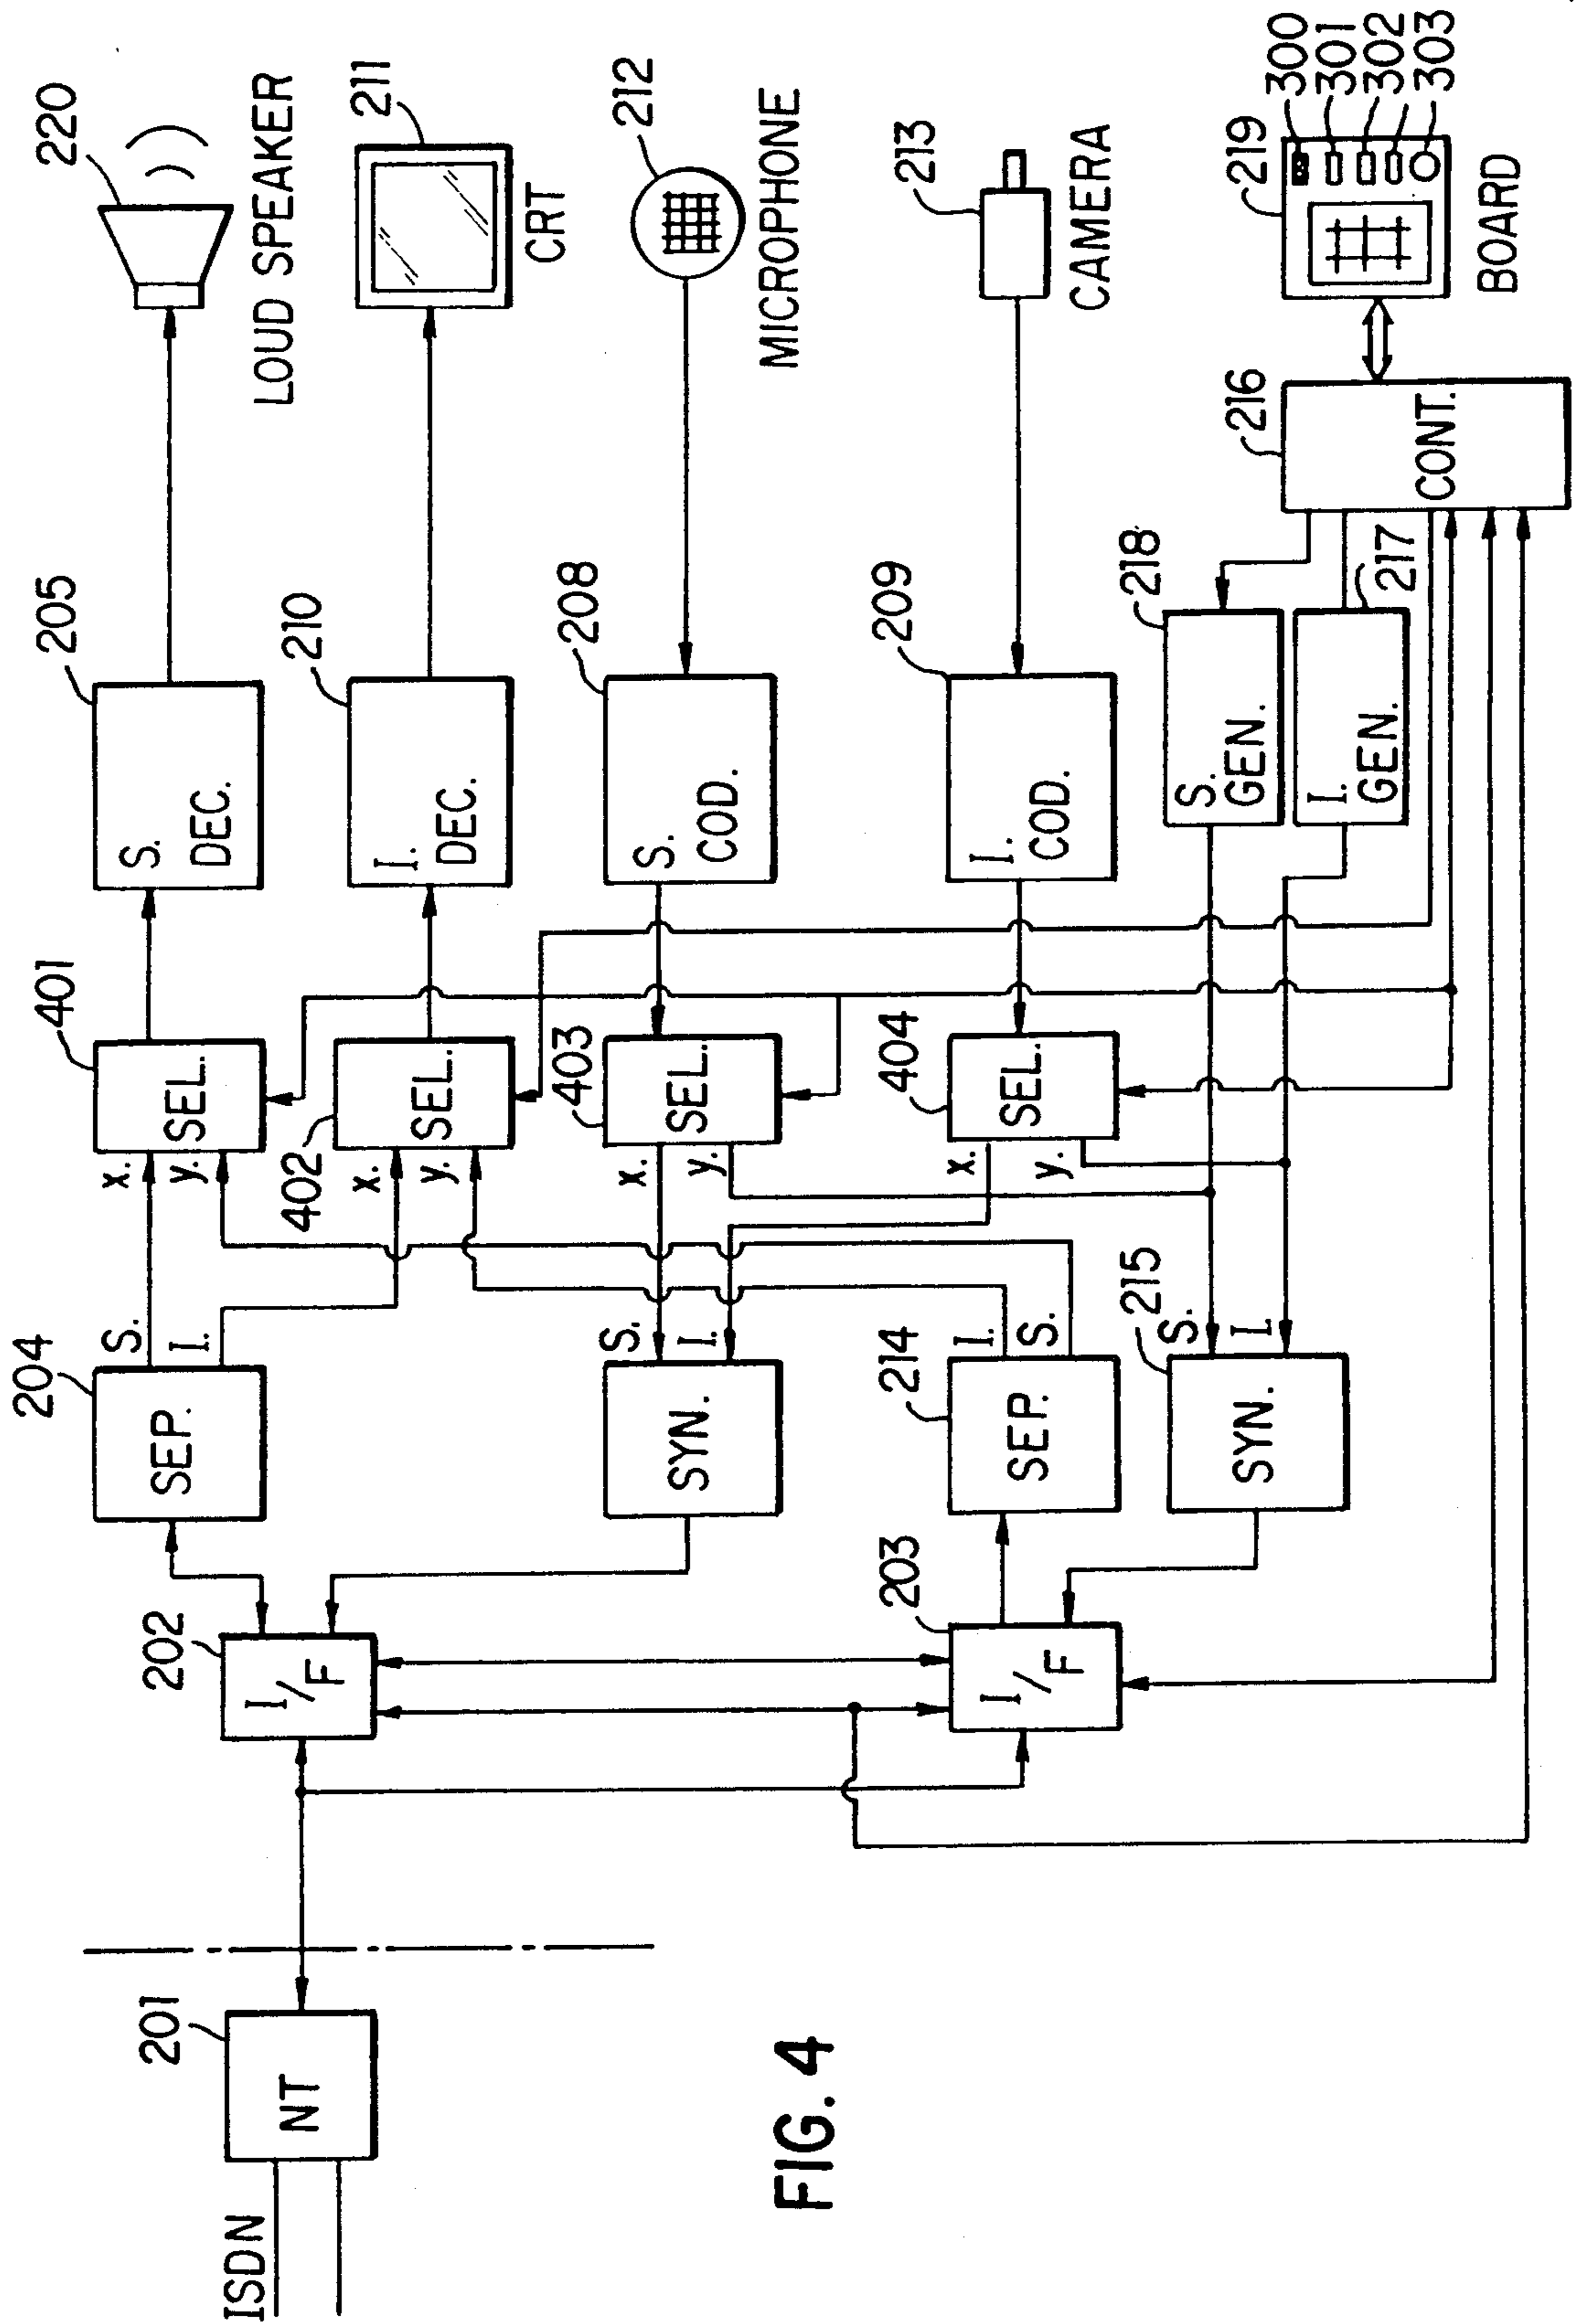 FIG. 4
ISDN
NT
201
I/F
202
I/F
203
SEP.
204
S.
I.
SYN.
S.
I.
SEP.
214
I.
S.
SYN.
215
S.
I.
SEL.
401
x.
y.
SEL.
402
x.
y.
SEL.
403
x.
y.
SEL.
404
x.
y.
S. DEC.
205
I. DEC.
210
S. COD.
208
I. COD.
209
S. GEN.
218
I. GEN.
217
CONT.
216
220
LOUD SPEAKER
211
CRT
212
MICROPHONE
213
CAMERA
219
BOARD
300
301
302
303